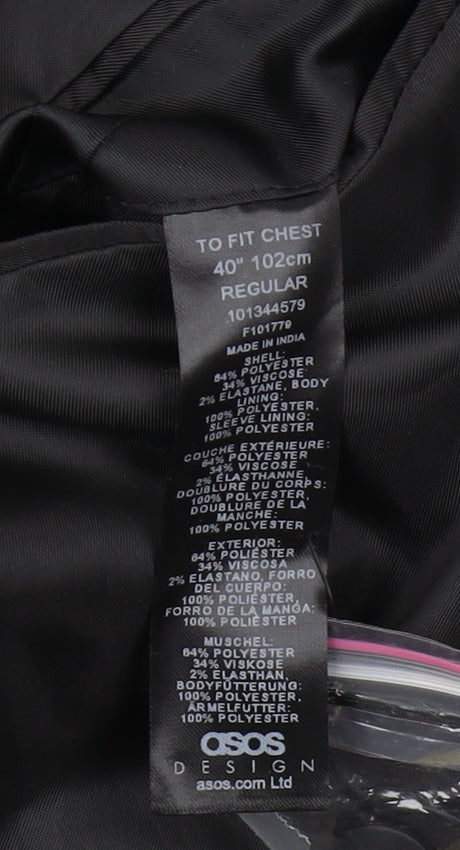 TO FIT CHEST
40" 102cm
REGULAR
101344579
F101779
MADE IN INDIA
SHELL:
64% POLYESTER
34% VISCOSE
2% ELASTANE, BODY
LINING:
100% POLYESTER,
SLEEVE LINING:
100% POLYESTER
COUCHE EXTÉRIEURE:
64% POLYESTER
34% VISCOSE
2% ÉLASTHANNE,
DOUBLURE DU CORPS:
100% POLYESTER,
DOUBLURE DE LA
MANCHE:
100% POLYESTER
EXTERIOR:
64% POLIÉSTER
34% VISCOSA
2% ELASTANO, FORRO
DEL CUERPO:
100% POLIÉSTER,
FORRO DE LA MANGA:
100% POLIÉSTER
MUSCHEL:
64% POLYESTER
34% VISKOSE
2% ELASTHAN,
BODYFÜTTERUNG:
100% POLYESTER,
ÄRMELFUTTER:
100% POLYESTER
asos
DESIGN
asos.com Ltd